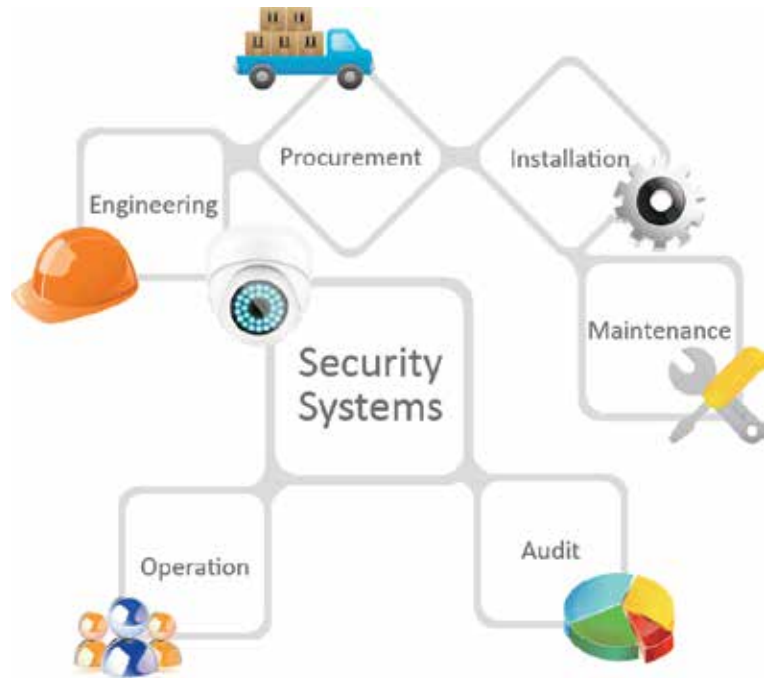 Procurement
Installation
Engineering
Maintenance
Security
Systems
Operation
Audit